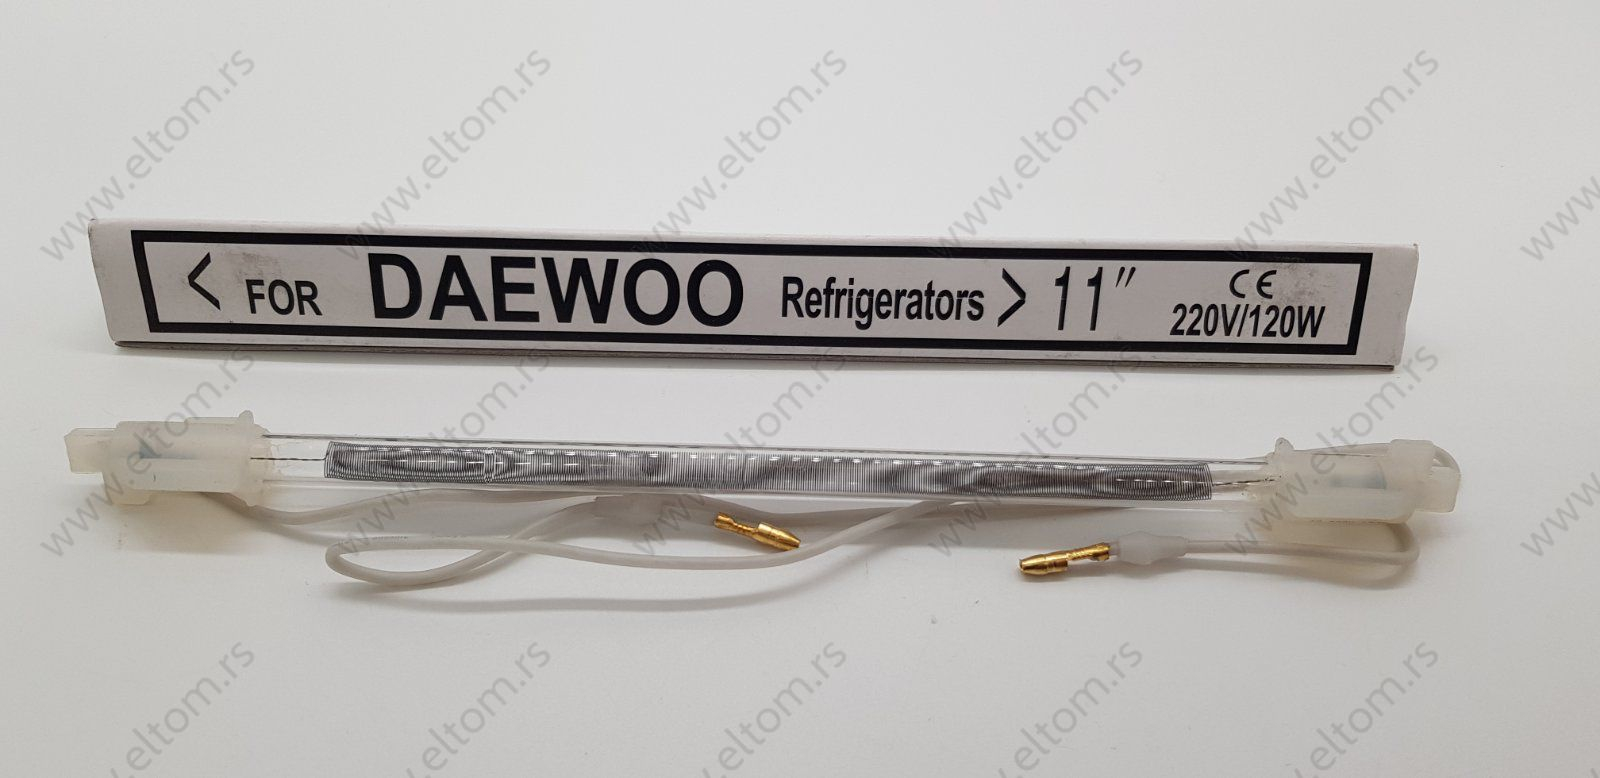 < FOR DAEWOO Refrigerators > 11" CE
220V/120W
www.eltom.rs